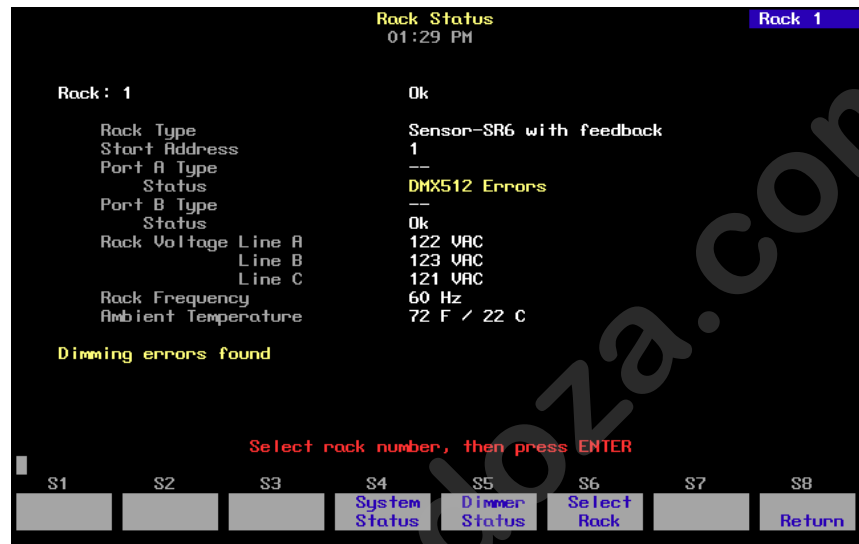 Rack Status
Rack 1
01:29 PM
Rack: 1 Ok
Rack Type Sensor-SR6 with feedback
Start Address 1
Port A Type --
Status DMX512 Errors
Port B Type --
Status Ok
Rack Voltage Line A 122 VAC
Line B 123 VAC
Line C 121 VAC
Rack Frequency 60 Hz
Ambient Temperature 72 F / 22 C
Dimming errors found
Select rack number, then press ENTER
S1 S2 S3 S4 S5 S6 S7 S8
System Dimmer Select
Status Status Rack Return
doza.com